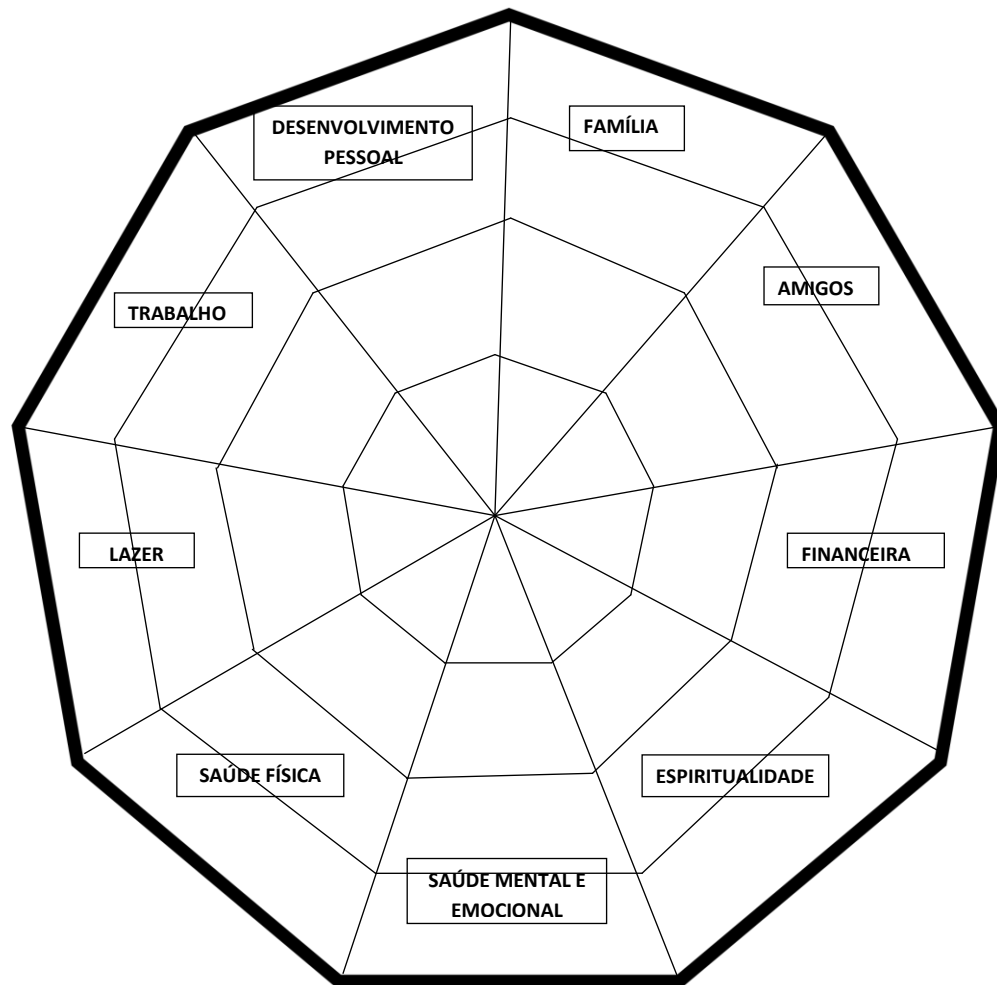 DESENVOLVIMENTO
PESSOAL
FAMÍLIA
AMIGOS
TRABALHO
LAZER
FINANCEIRA
SAÚDE FÍSICA
ESPIRITUALIDADE
SAÚDE MENTAL E
EMOCIONAL